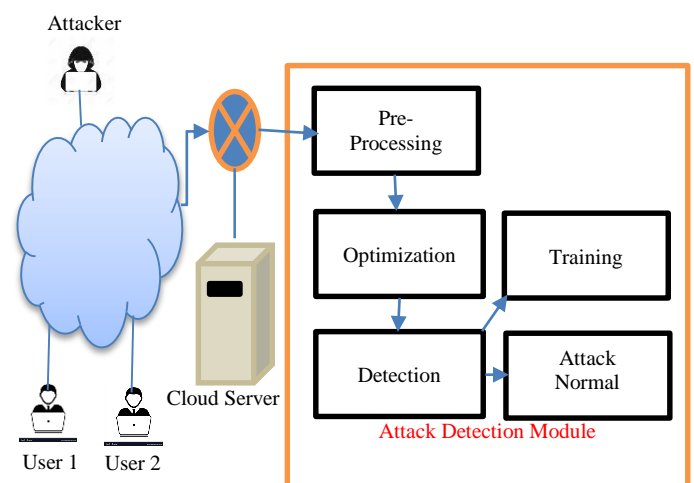 Attacker
Pre-
Processing
Optimization
Training
Detection
Attack
Normal
Cloud Server
Attack Detection Module
User 1
User 2